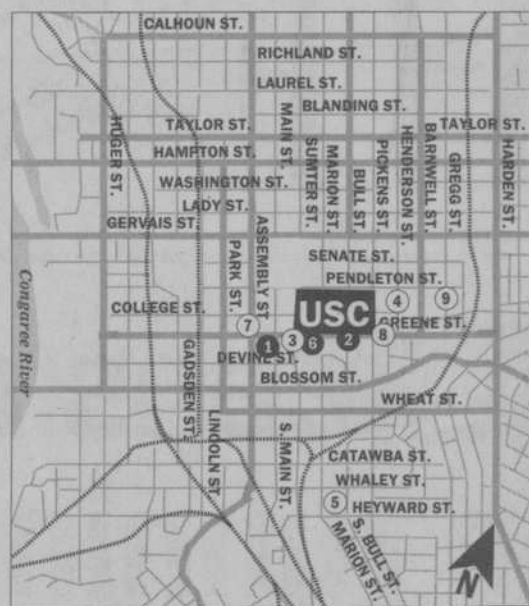 CALHOUN ST.
RICHLAND ST.
LAUREL ST.
BLANDING ST.
TAYLOR ST.
TAYLOR ST.
HUGER ST.
MAIN ST.
HAMPTON ST.
SUMTER ST.
MARION ST.
BULL ST.
PICKENS ST.
HENDERSON ST.
BARNWELL ST.
GREGG ST.
HARDEN ST.
WASHINGTON ST.
LADY ST.
GERVAIS ST.
ASSEMBLY ST
PARK ST.
SENATE ST.
PENDLETON ST.
Congaree River
COLLEGE ST.
USC
4
9
7
GREENE ST.
1
3
6
2
8
DEVINE ST.
GADSDEN ST.
BLOSSOM ST.
LINCOLN ST
WHEAT ST.
S. MAIN ST.
CATAWBA ST.
WHALEY ST.
5
HEYWARD ST.
S. BULL ST.
MARION ST.
N